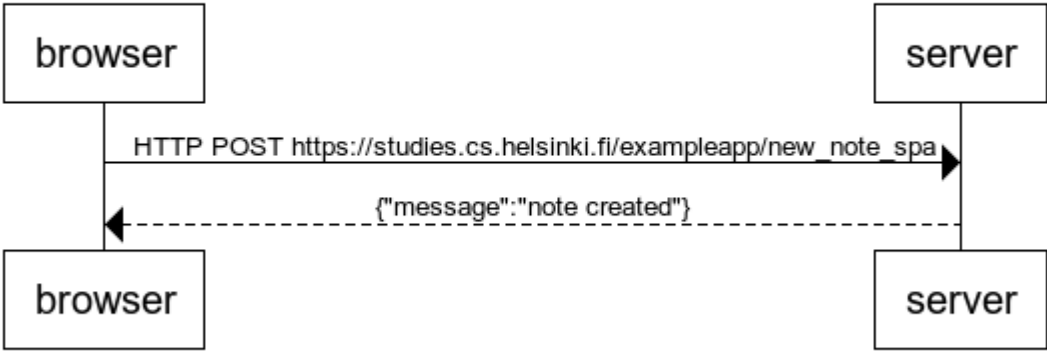 browser
server
HTTP POST https://studies.cs.helsinki.fi/exampleapp/new_note_spa
{"message":"note created"}
browser
server